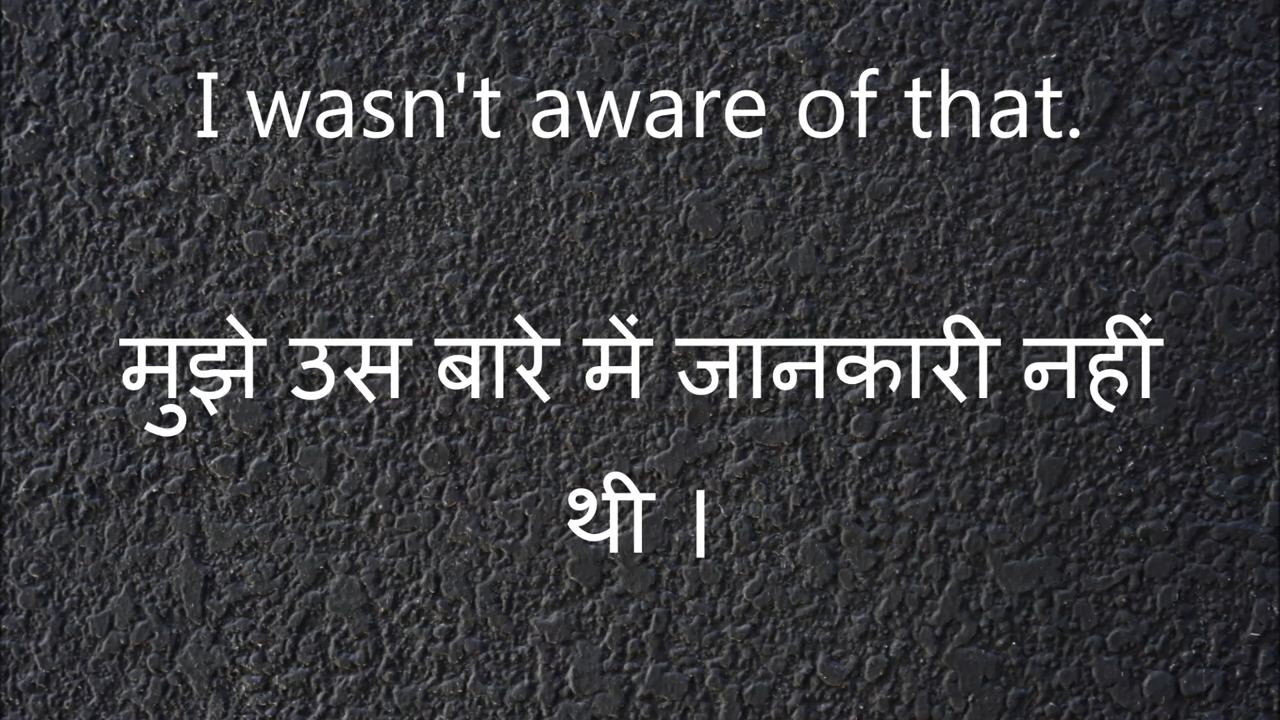 I wasn't aware of that.
मुझे उस बारे में जानकारी नहीं
थी ।